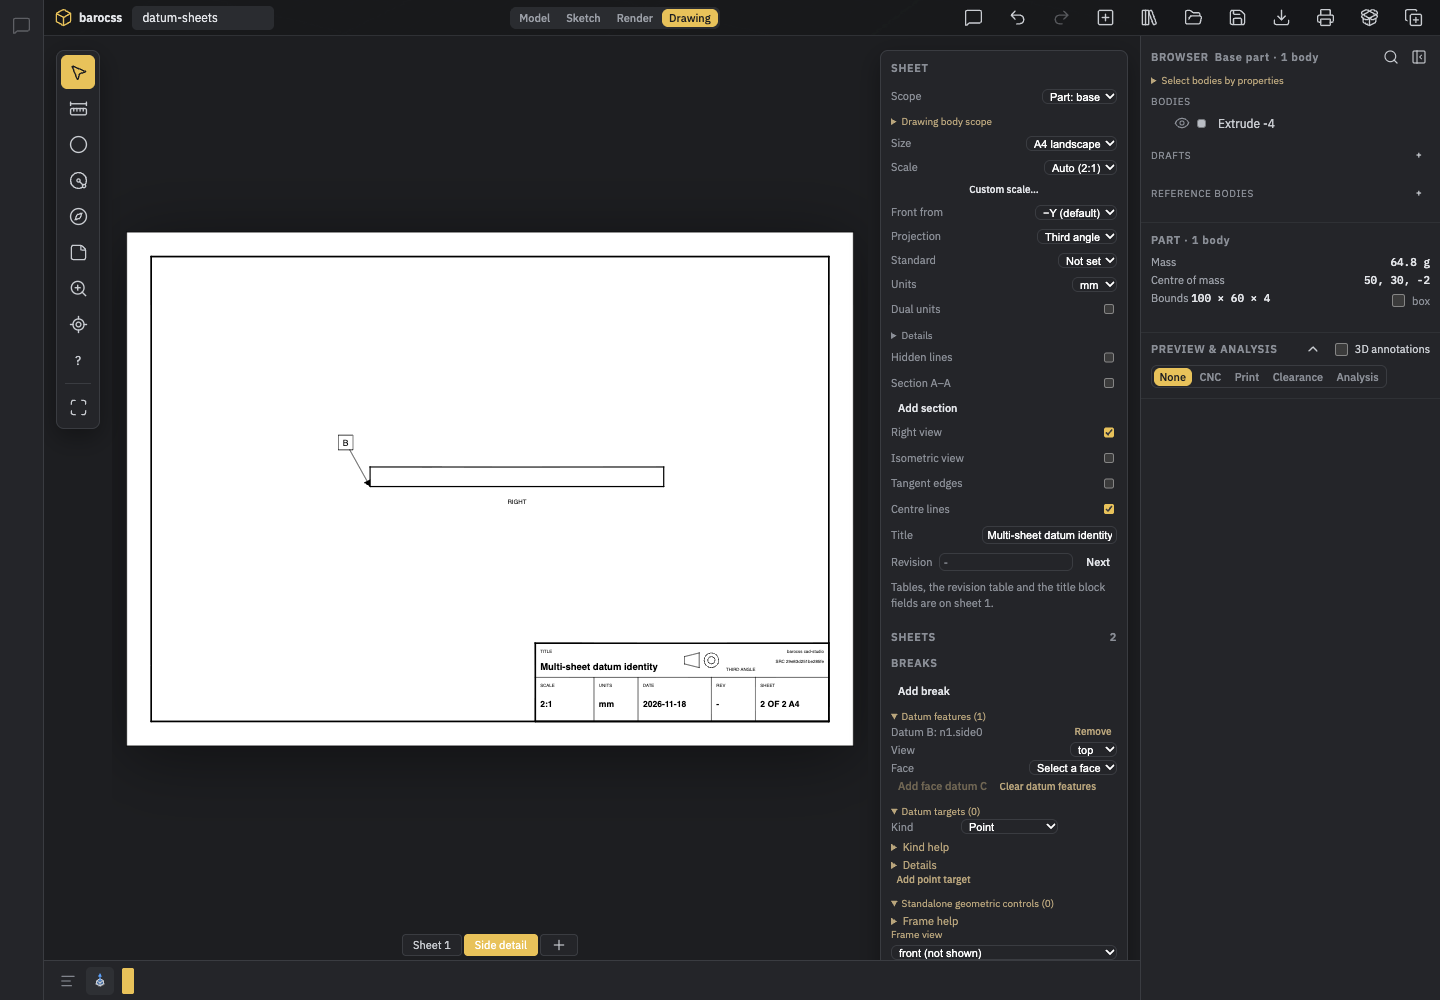 barocss
datum-sheets
Model Sketch Render Drawing
SHEET
Scope Part: base
Drawing body scope
Size A4 landscape
Scale Auto (2:1)
Custom scale...
Front from −Y (default)
Projection Third angle
Standard Not set
Units mm
Dual units
Details
Hidden lines
Section A–A
Add section
Right view
Isometric view
Tangent edges
Centre lines
Title Multi-sheet datum identity
Revision - Next
Tables, the revision table and the title block
fields are on sheet 1.
SHEETS 2
BREAKS
Add break
Datum features (1)
Datum B: n1.side0 Remove
View top
Face Select a face
Add face datum C Clear datum features
Datum targets (0)
Kind Point
Kind help
Details
Add point target
Standalone geometric controls (0)
Frame help
Frame view
front (not shown)
BROWSER Base part · 1 body
Select bodies by properties
BODIES
Extrude -4
DRAFTS +
REFERENCE BODIES +
PART · 1 body
Mass 64.8 g
Centre of mass 50, 30, -2
Bounds 100 × 60 × 4 box
PREVIEW & ANALYSIS 3D annotations
None CNC Print Clearance Analysis
?
B
RIGHT
TITLE
Multi-sheet datum identity
THIRD ANGLE
barocss cad-studio
SCALE UNITS DATE REV SHEET
2:1 mm 2026-11-18 - 2 OF 2 A4
Sheet 1 Side detail +